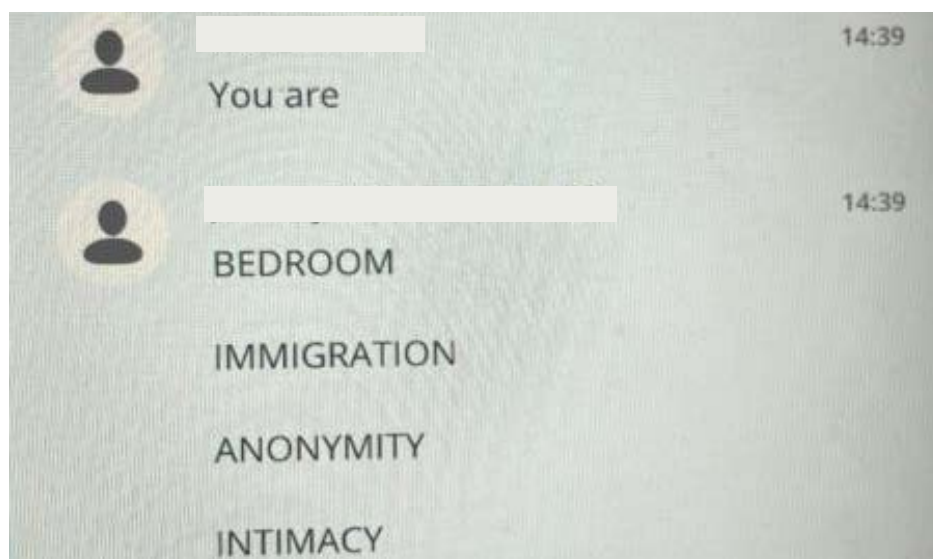 14:39
You are
14:39
BEDROOM
IMMIGRATION
ANONYMITY
INTIMACY